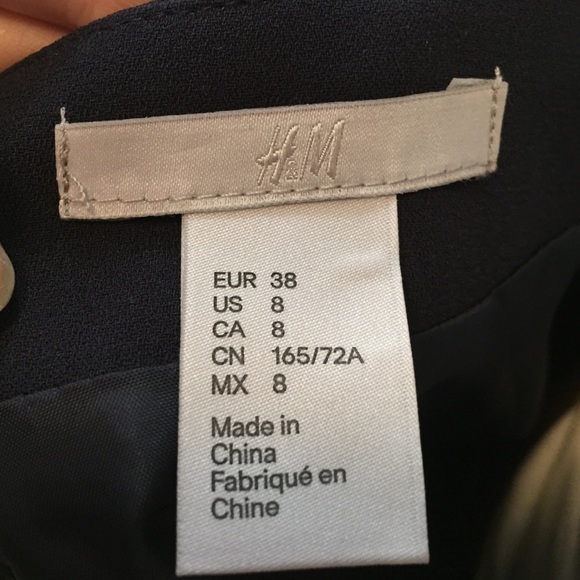 H&M
EUR 38
US 8
CA 8
CN 165/72A
MX 8
Made in
China
Fabriqué en
Chine